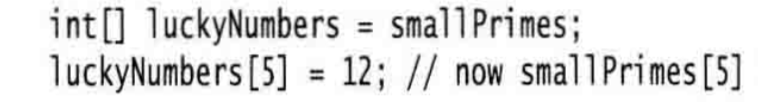 int[] luckyNumbers = smallPrimes;
luckyNumbers[5] = 12; // now smallPrimes[5]